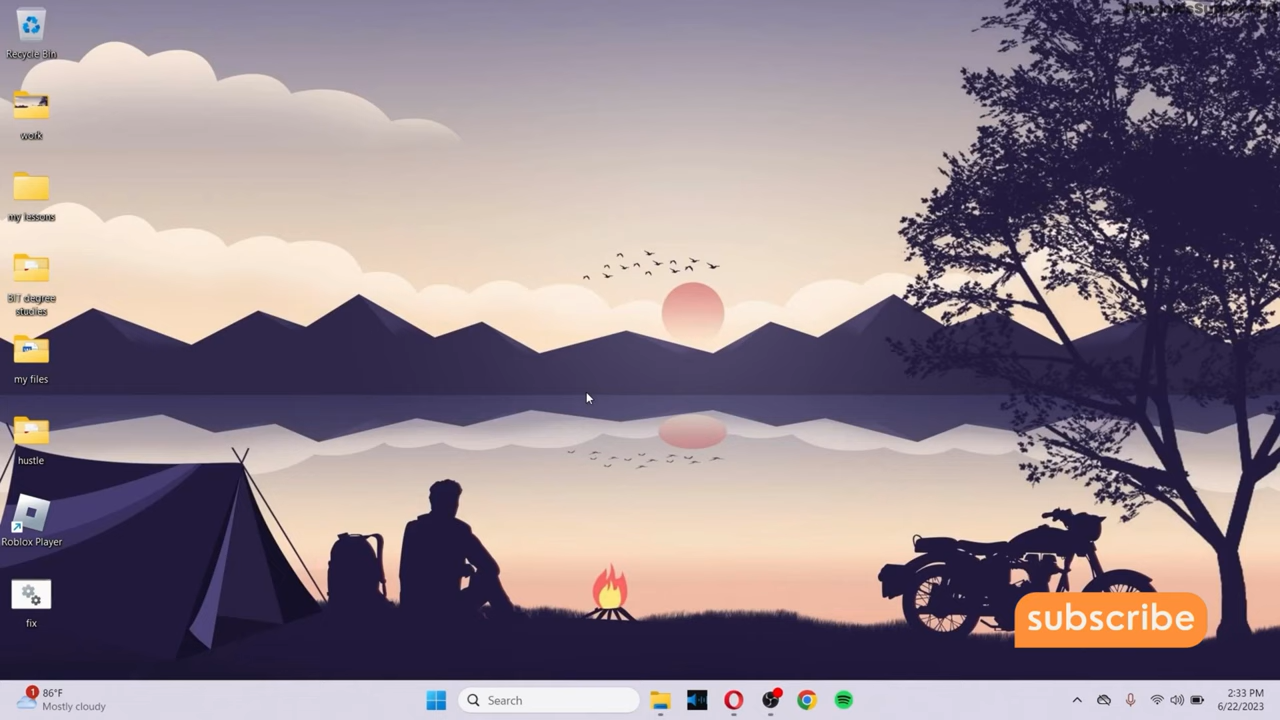 Recycle Bin
work
my lessons
BIT degree
studies
my files
hustle
Roblox Player
fix
subscribe
1
86°F
Mostly cloudy
Search
2:33 PM
6/22/2023